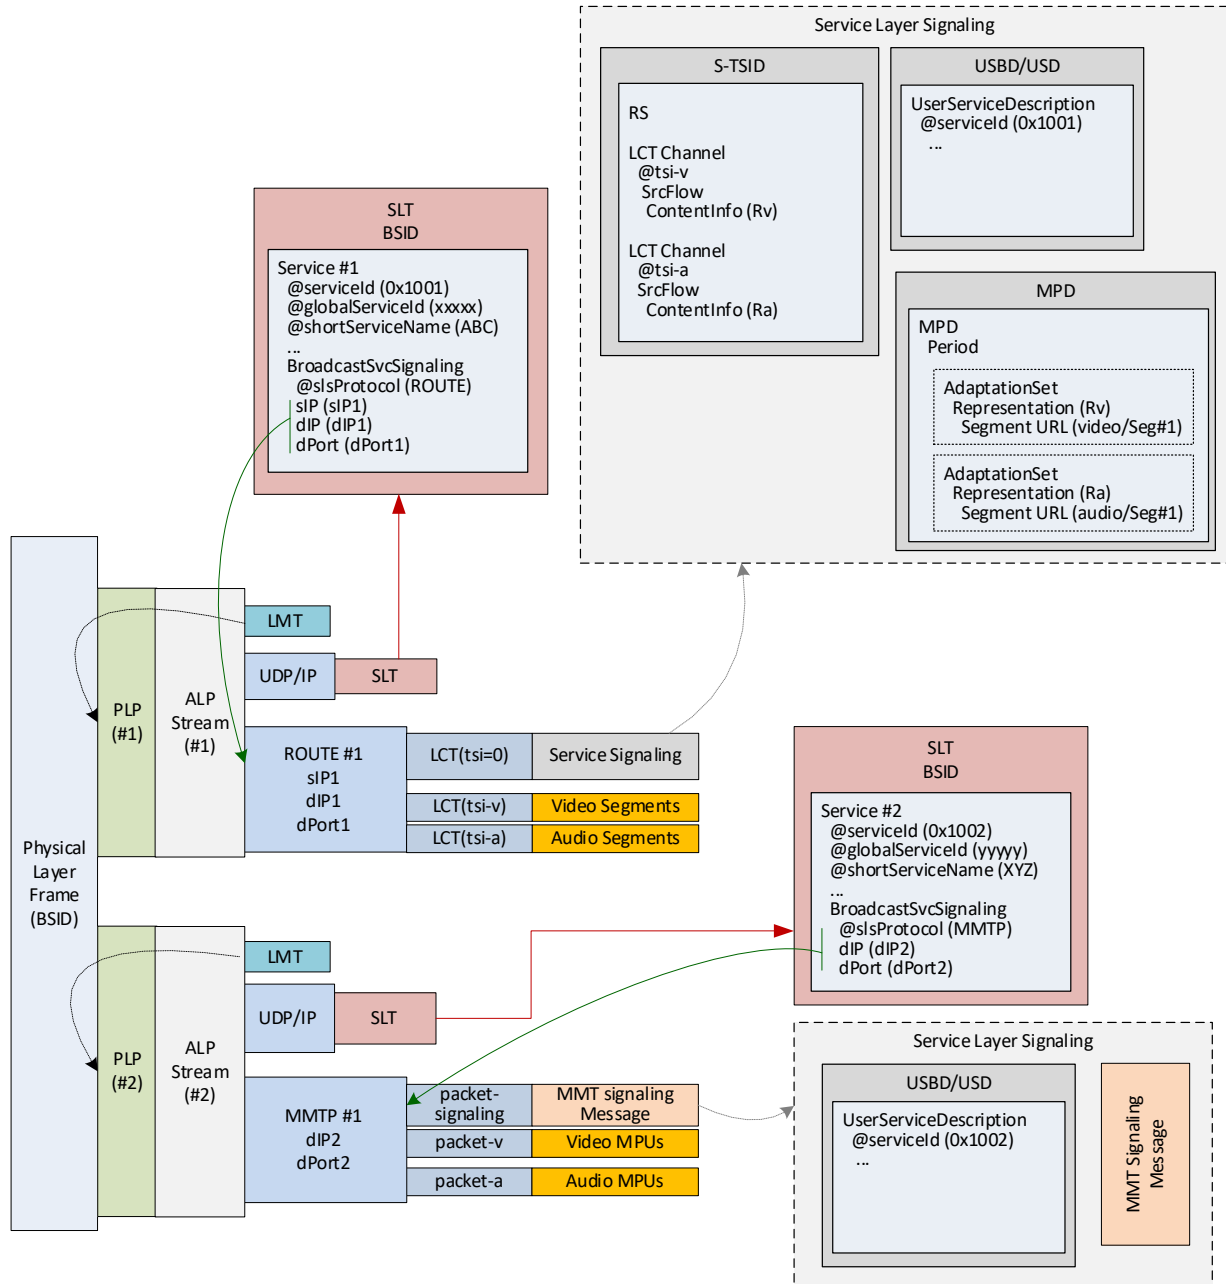 Service Layer Signaling
S-TSID
RS
LCT Channel
@tsi-v
SrcFlow
ContentInfo (Rv)
LCT Channel
@tsi-a
SrcFlow
ContentInfo (Ra)
USBD/USD
UserServiceDescription
@serviceId (0x1001)
...
MPD
MPD
Period
AdaptationSet
Representation (Rv)
Segment URL (video/Seg#1)
AdaptationSet
Representation (Ra)
Segment URL (audio/Seg#1)
SLT
BSID
Service #1
@serviceId (0x1001)
@globalServiceId (xxxxx)
@shortServiceName (ABC)
...
BroadcastSvcSignaling
@slsProtocol (ROUTE)
sIP (sIP1)
dIP (dIP1)
dPort (dPort1)
Physical
Layer
Frame
(BSID)
PLP
(#1)
ALP
Stream
(#1)
LMT
UDP/IP
SLT
ROUTE #1
sIP1
dIP1
dPort1
LCT(tsi=0)
Service Signaling
LCT(tsi-v)
Video Segments
LCT(tsi-a)
Audio Segments
SLT
BSID
Service #2
@serviceId (0x1002)
@globalServiceId (yyyyy)
@shortServiceName (XYZ)
...
BroadcastSvcSignaling
@slsProtocol (MMTP)
dIP (dIP2)
dPort (dPort2)
PLP
(#2)
ALP
Stream
(#2)
LMT
UDP/IP
SLT
MMTP #1
dIP2
dPort2
packet-
signaling
MMT signaling
Message
packet-v
Video MPUs
packet-a
Audio MPUs
Service Layer Signaling
USBD/USD
UserServiceDescription
@serviceId (0x1002)
...
MMT Signaling
Message